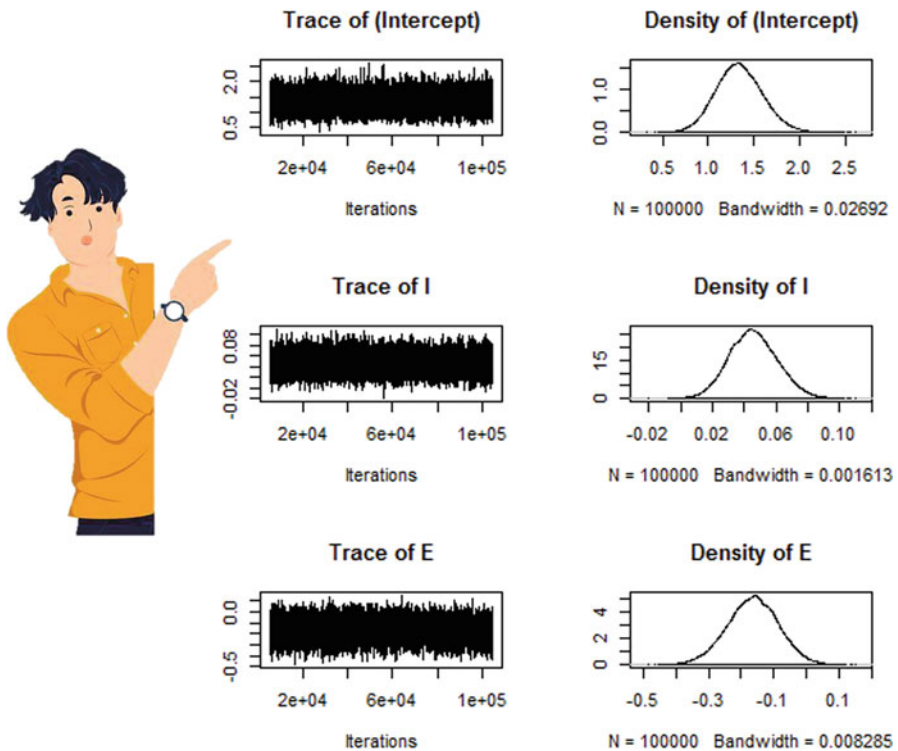 Trace of (Intercept)
Density of (Intercept)
2.0
0.5
1.0
0.0
2e+04 6e+04 1e+05
0.5 1.0 1.5 2.0 2.5
Iterations
N = 100000 Bandwidth = 0.02692
Trace of I
Density of I
0.08
-0.02
15
0
2e+04 6e+04 1e+05
-0.02 0.02 0.06 0.10
Iterations
N = 100000 Bandwidth = 0.001613
Trace of E
Density of E
0.0
-0.5
4
2
0
2e+04 6e+04 1e+05
-0.5 -0.3 -0.1 0.1
Iterations
N = 100000 Bandwidth = 0.008285